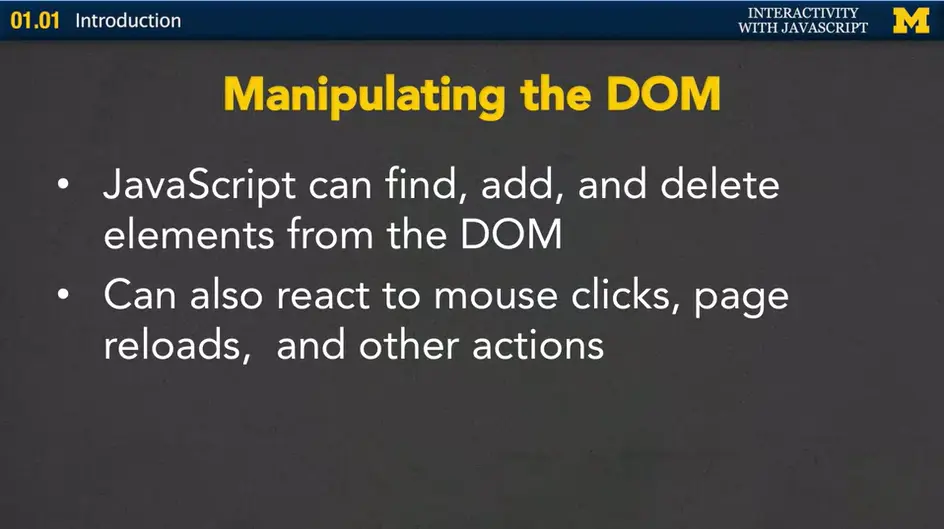 01.01 Introduction
INTERACTIVITY
WITH JAVASCRIPT
M
Manipulating the DOM
• JavaScript can find, add, and delete
elements from the DOM
• Can also react to mouse clicks, page
reloads,  and other actions